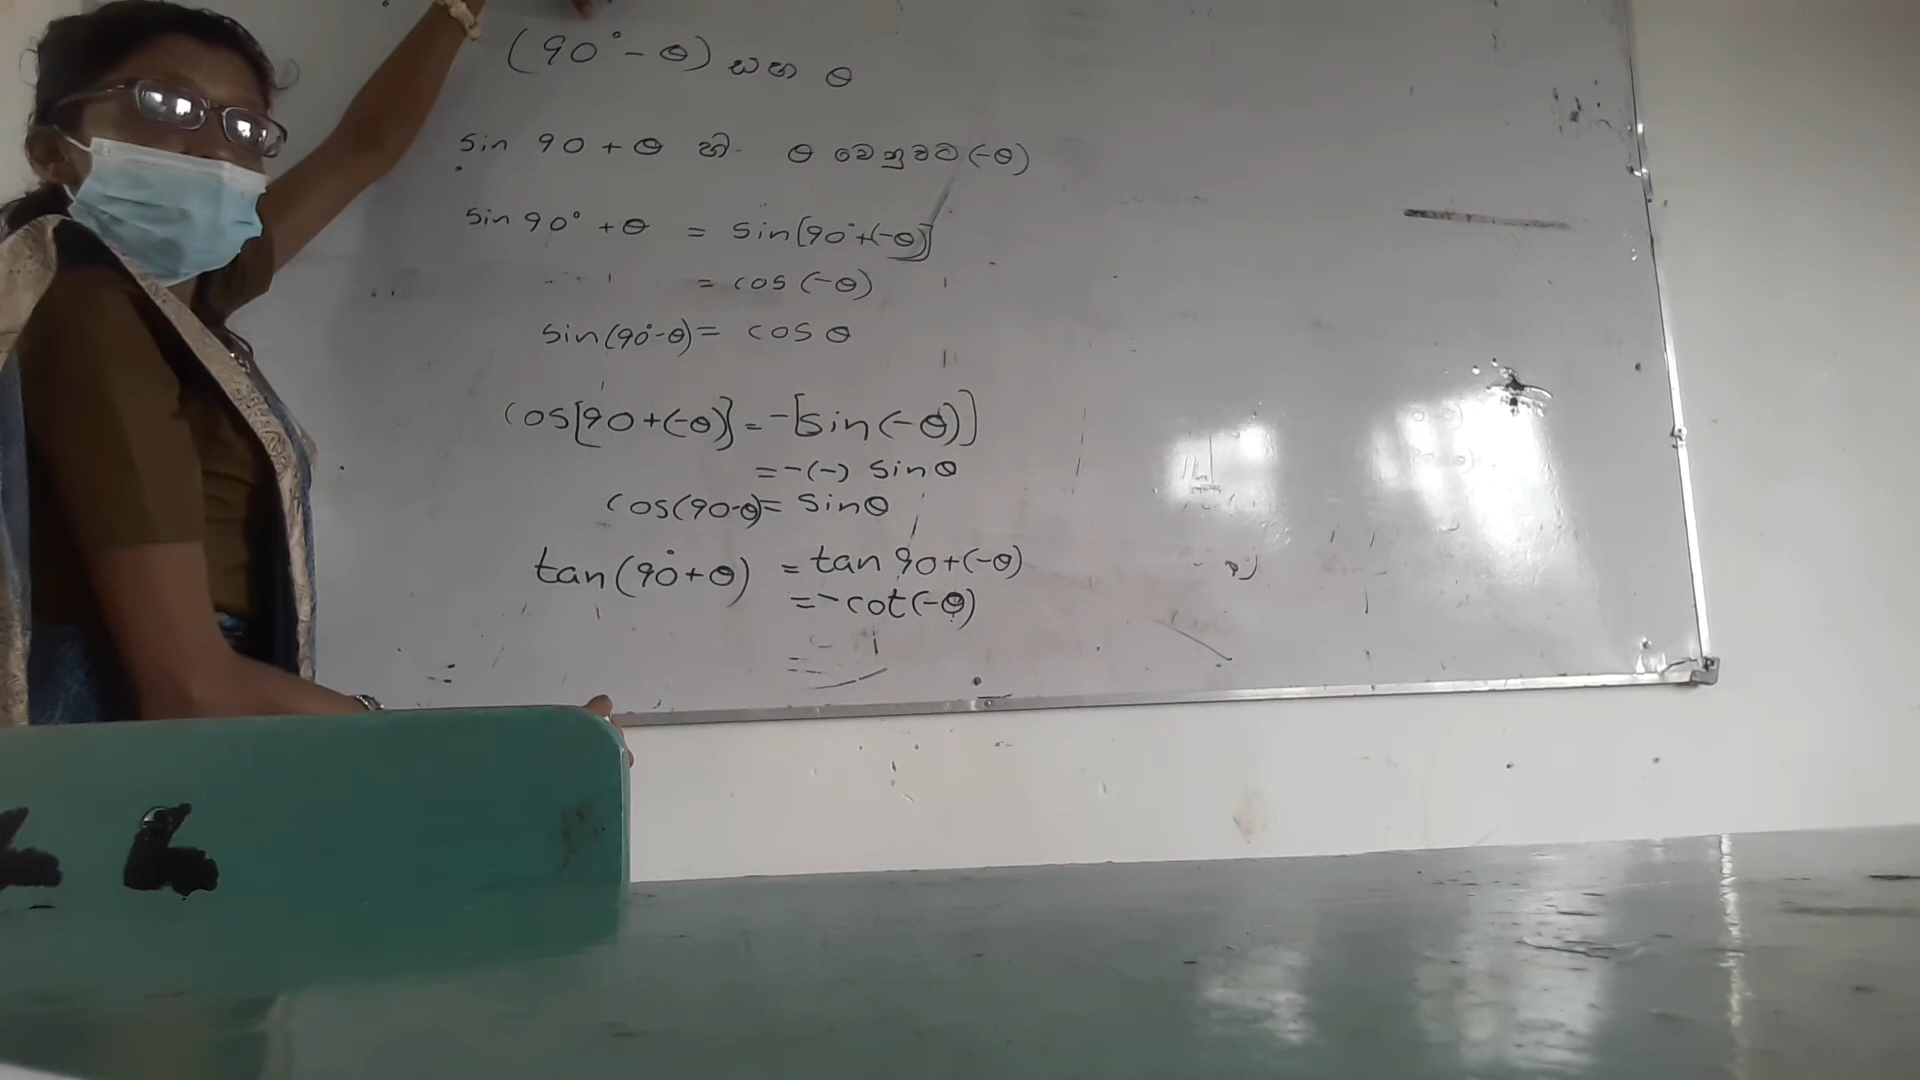 (90° - θ) සහ θ
sin 90 + θ හි θ වෙනුවට (-θ)
sin 90° + θ = sin[90°+(-θ)]
= cos (-θ)
sin(90°-θ) = cos θ
cos[90+(-θ)] = -[sin(-θ)]
= -(-) sinθ
cos(90-θ) = sinθ
tan(90°+θ) = tan 90+(-θ)
= -cot(-θ)
=